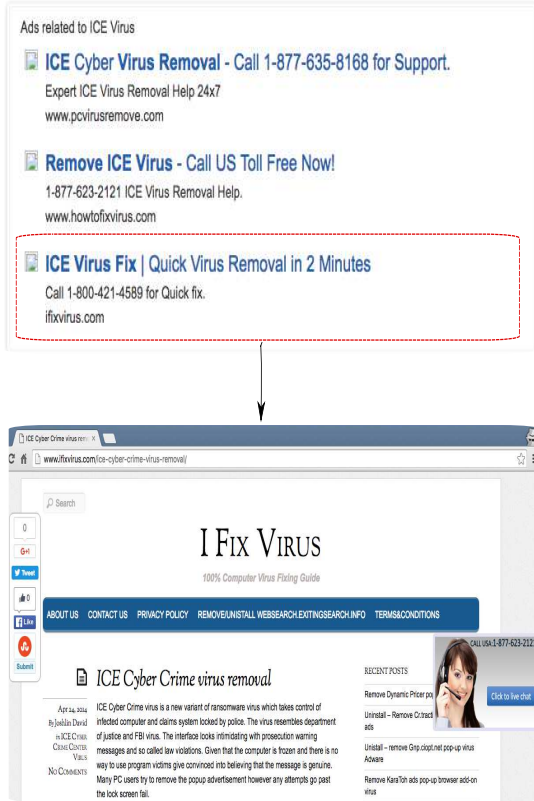 Ads related to ICE Virus
ICE Cyber Virus Removal - Call 1-877-635-8168 for Support.
Expert ICE Virus Removal Help 24x7
www.pcvirusremove.com
Remove ICE Virus - Call US Toll Free Now!
1-877-623-2121 ICE Virus Removal Help.
www.howtofixvirus.com
ICE Virus Fix | Quick Virus Removal in 2 Minutes
Call 1-800-421-4589 for Quick fix.
ifixvirus.com
ICE Cyber Crime virus rem
www.ifixvirus.com/ice-cyber-crime-virus-removal/
Search
0
G+1
Tweet
0
Like
Submit
I Fix Virus
100% Computer Virus Fixing Guide
ABOUT US CONTACT US PRIVACY POLICY REMOVE/UNISTALL WEBSEARCH.EXITINGSEARCH.INFO TERMS&CONDITIONS
ICE Cyber Crime virus removal
Apr 24, 2014
By Joshlin David
in ICE Cyber
Crime Center
Virus
No Comments
ICE Cyber Crime virus is a new variant of ransomware virus which takes control of
infected computer and claims system locked by police. The virus resembles department
of justice and FBI virus. The interface looks intimidating with prosecution warning
messages and so called law violations. Given that the computer is frozen and there is no
way to use program victims give convinced into believing that the message is genuine.
Many PC users try to remove the popup advertisement however any attempts go past
the lock screen fail.
RECENT POSTS
Remove Dynamic Pricer pop
Uninstall – Remove Cr.tracti
ads
Unistall – remove Gnp.ciopt.net pop-up virus
Adware
Remove KaraToh ads pop-up browser add-on
virus
CALL USA:1-877-623-2121
Click to live chat